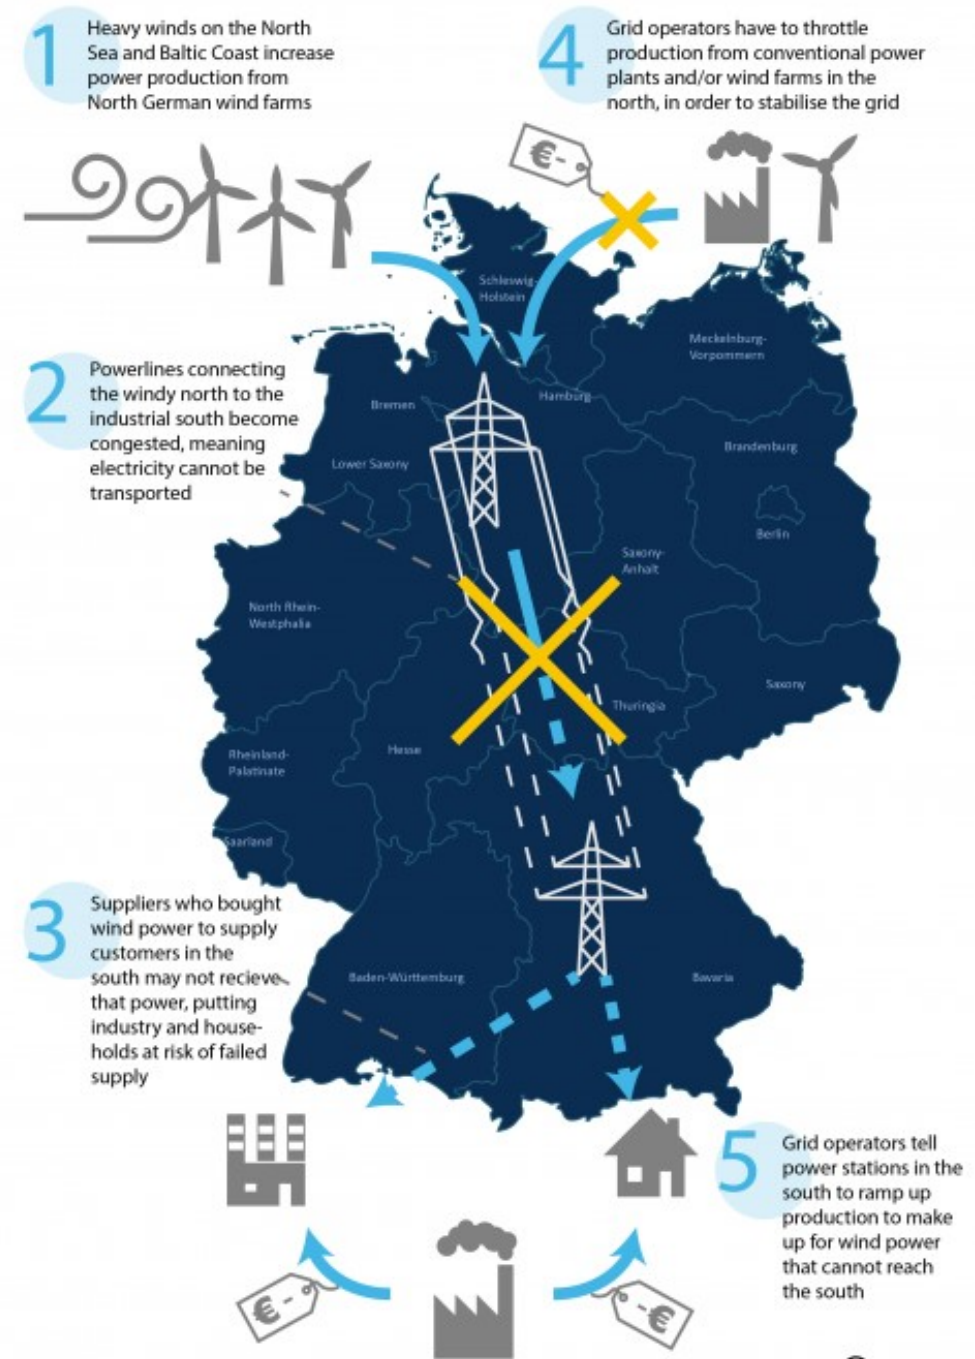 1
Heavy winds on the North
Sea and Baltic Coast increase
power production from
North German wind farms
4
Grid operators have to throttle
production from conventional power
plants and/or wind farms in the
north, in order to stabilise the grid
€-
Schleswig-
Holstein
Meckelnburg-
Vorpommern
2
Powerlines connecting
the windy north to the
industrial south become
congested, meaning
electricity cannot be
transported
Bremen
Hamburg
Lower Saxony
Brandenburg
Berlin
Saxony-
Anhalt
North Rhein-
Westphalia
Saxony
Thuringia
Hesse
Rheinland-
Palatinate
Saarland
3
Suppliers who bought
wind power to supply
customers in the
south may not recieve
that power, putting
industry and house-
holds at risk of failed
supply
Baden-Württemburg
Bavaria
5
Grid operators tell
power stations in the
south to ramp up
production to make
up for wind power
that cannot reach
the south
€-
-€